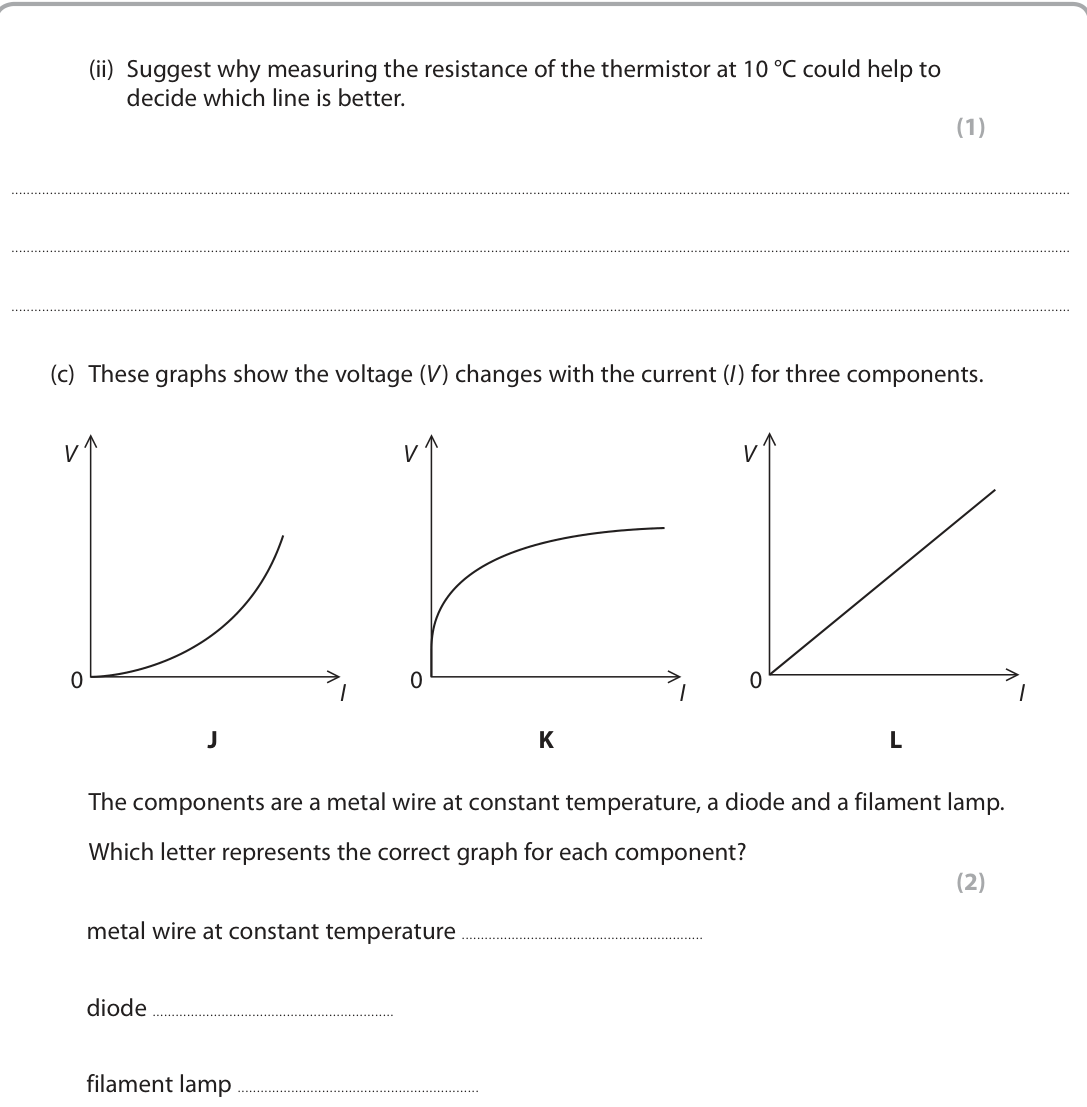 (ii) Suggest why measuring the resistance of the thermistor at 10 °C could help to
decide which line is better.
(1)
(c) These graphs show the voltage (V) changes with the current (I) for three components.
V
0
I
J
V
0
I
K
V
0
I
L
The components are a metal wire at constant temperature, a diode and a filament lamp.
Which letter represents the correct graph for each component?
(2)
metal wire at constant temperature
diode
filament lamp